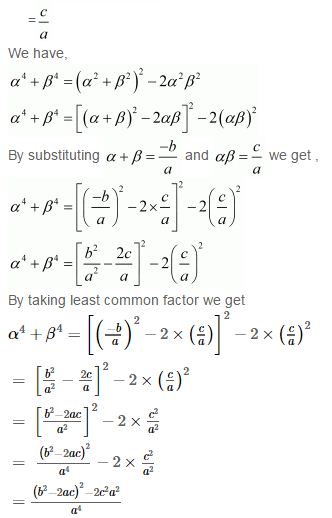 = c/a
We have,
α⁴ + β⁴ = (α² + β²)² − 2α²β²
α⁴ + β⁴ = [(α + β)² − 2αβ]² − 2(αβ)²
By substituting α + β = −b/a and αβ = c/a we get ,
α⁴ + β⁴ = [(−b/a)² − 2×c/a]² − 2(c/a)²
α⁴ + β⁴ = [b²/a² − 2c/a]² − 2(c/a)²
By taking least common factor we get
α⁴ + β⁴ = [(−b/a)² − 2 × (c/a)]² − 2 × (c/a)²
= [b²/a² − 2c/a]² − 2 × (c/a)²
= [(b²−2ac)/a²]² − 2 × c²/a²
= (b²−2ac)²/a⁴ − 2 × c²/a²
= ((b²−2ac)²−2c²a²)/a⁴